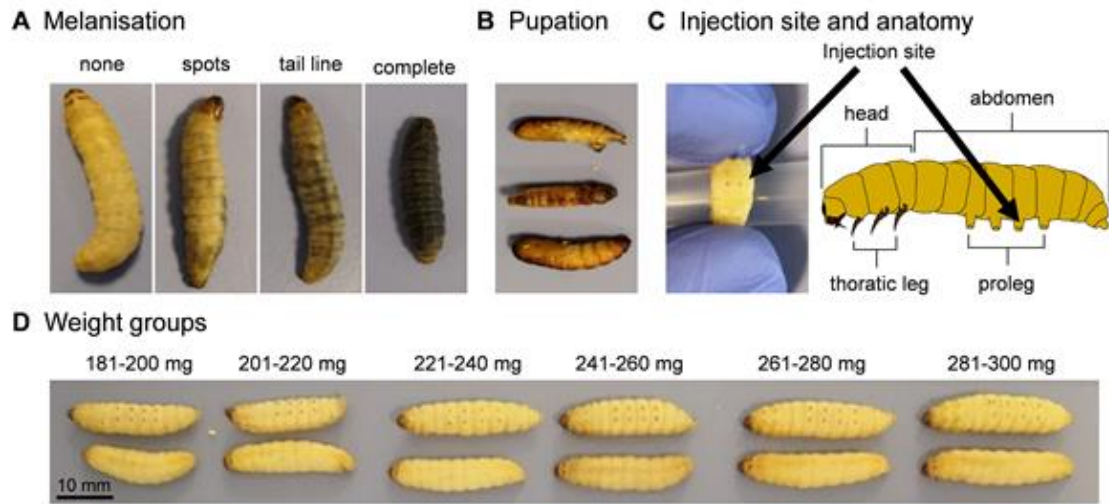 A Melanisation
none
spots
tail line
complete
B Pupation
C Injection site and anatomy
Injection site
head
abdomen
thoratic leg
proleg
D Weight groups
181-200 mg
201-220 mg
221-240 mg
241-260 mg
261-280 mg
281-300 mg
10 mm